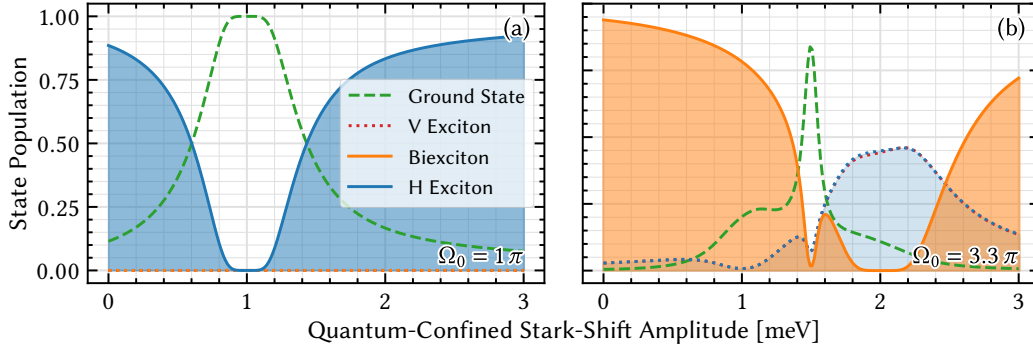 State Population
1.00
0.75
0.50
0.25
0.00
(a)
Ground State
V Exciton
Biexciton
H Exciton
Ω₀ = 1 π
0
1
2
3
(b)
Ω₀ = 3.3 π
0
1
2
3
Quantum-Confined Stark-Shift Amplitude [meV]